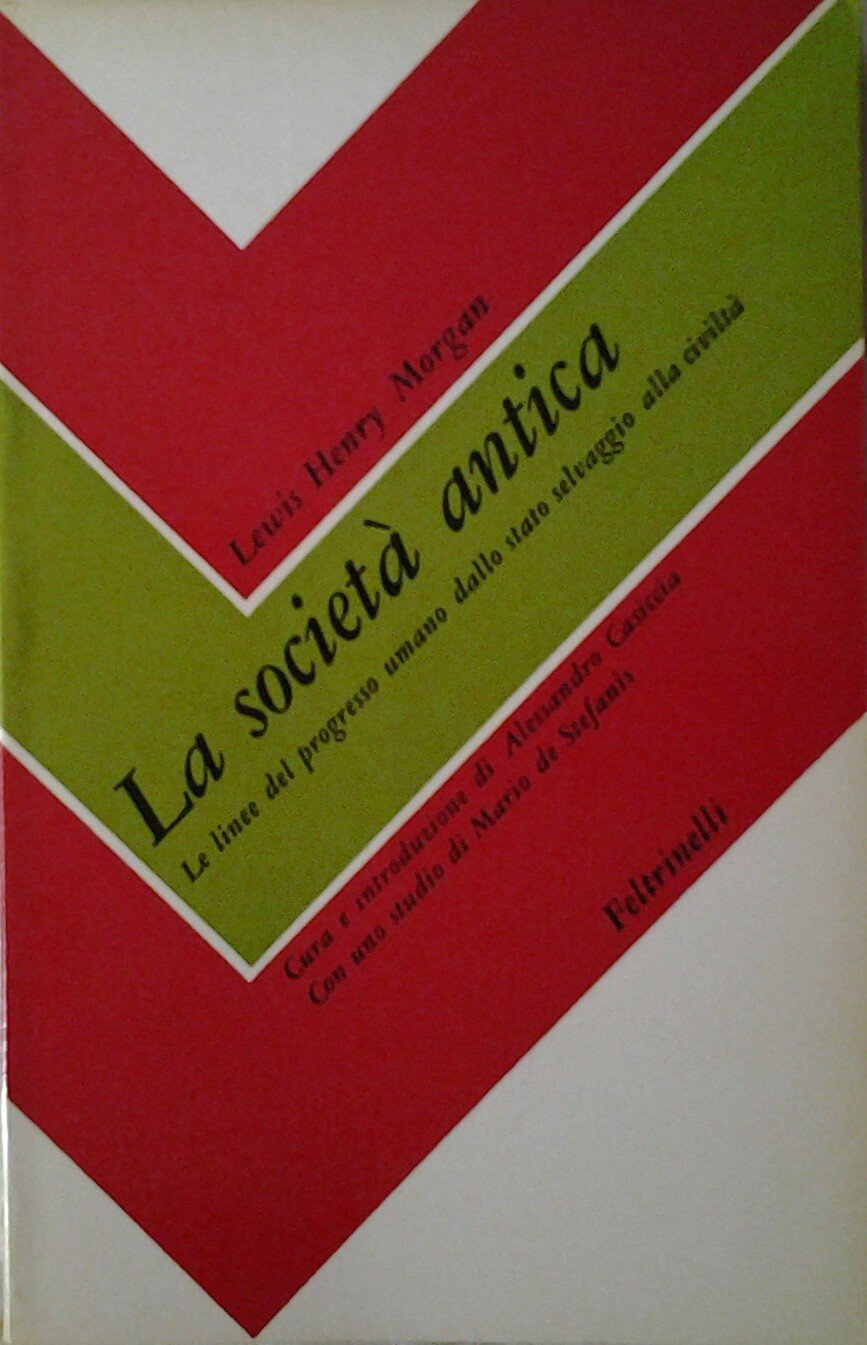 Lewis Henry Morgan
La società antica
Le linee del progresso umano dallo stato selvaggio alla civiltà
Cura e introduzione di Alessandro Casiccia
Con uno studio di Mario de Stefanis
Feltrinelli